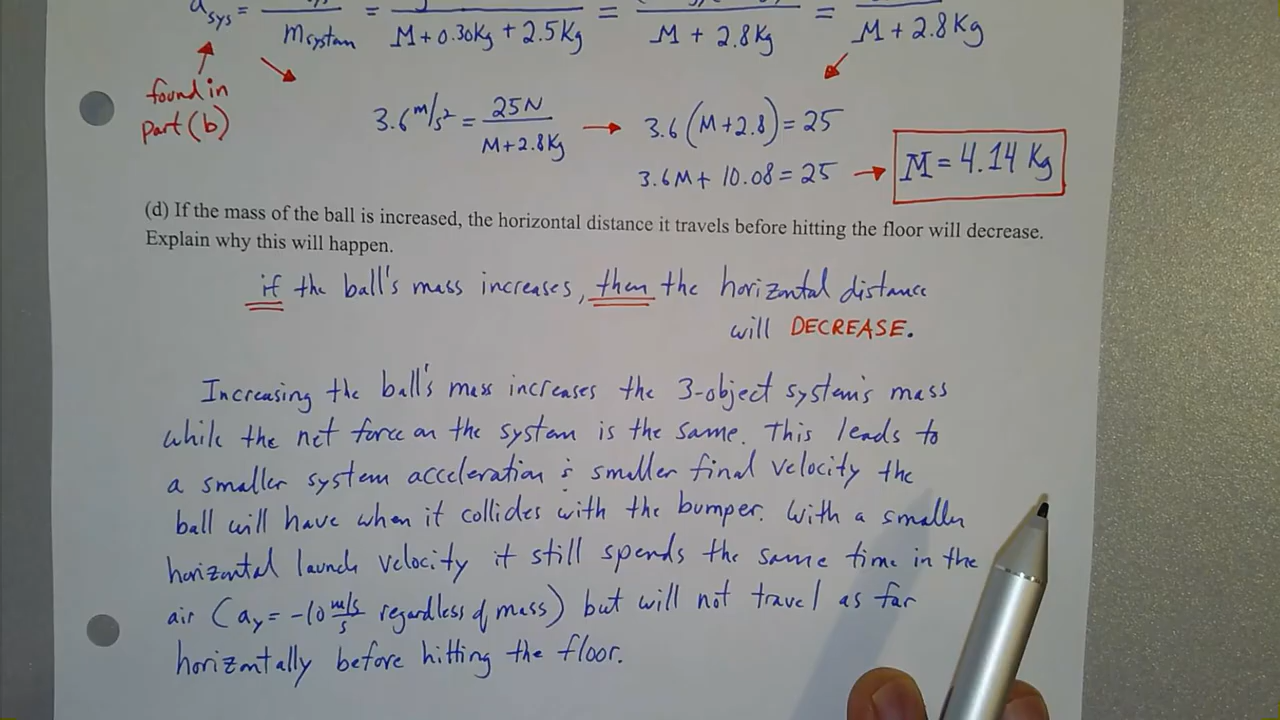 a_sys = / m_system = / M + 0.30Kg + 2.5Kg = / M + 2.8Kg = / M + 2.8Kg
found in
part (b)
3.6 m/s² = 25N / M+2.8Kg → 3.6(M+2.8) = 25
3.6M + 10.08 = 25 → M = 4.14 Kg
(d) If the mass of the ball is increased, the horizontal distance it travels before hitting the floor will decrease.
Explain why this will happen.
if the ball's mass increases, then the horizontal distance
will DECREASE.
Increasing the ball's mass increases the 3-object system's mass
while the net force on the system is the same. This leads to
a smaller system acceleration & smaller final velocity the
ball will have when it collides with the bumper. With a smaller
horizontal launch velocity it still spends the same time in the
air (a_y = -10 m/s/s regardless of mass) but will not travel as far
horizontally before hitting the floor.